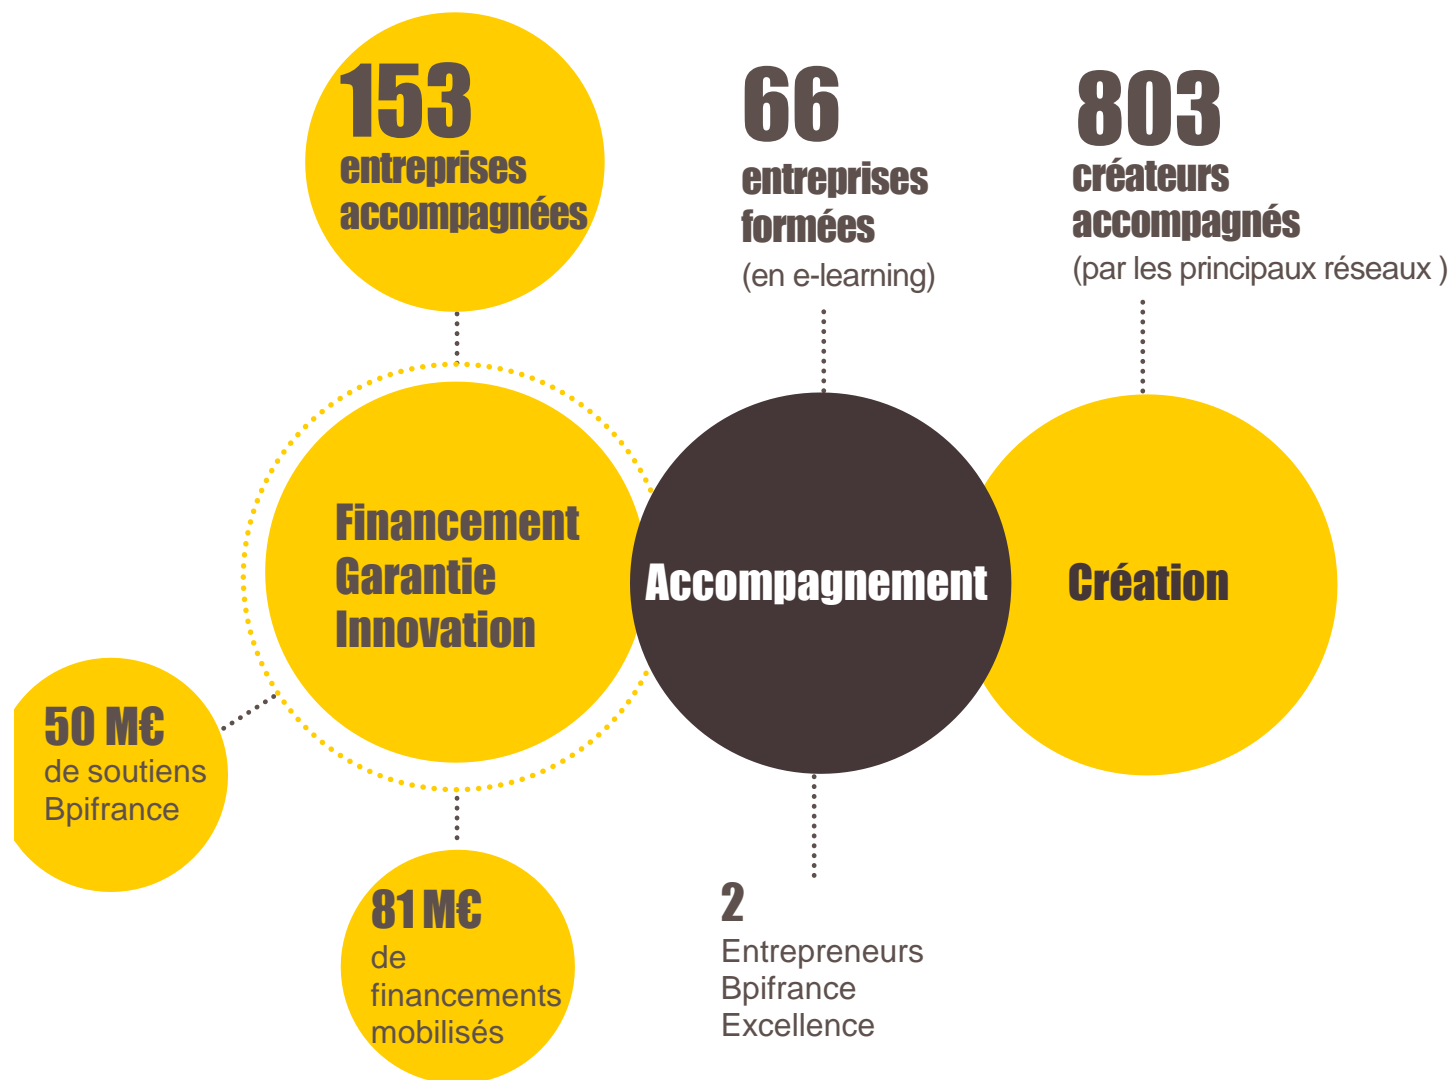 153
entreprises
accompagnées
66
entreprises
formées
(en e-learning)
803
créateurs
accompagnés
(par les principaux réseaux )
Financement
Garantie
Innovation
Accompagnement
Création
50 M€
de soutiens
Bpifrance
81 M€
de
financements
mobilisés
2
Entrepreneurs
Bpifrance
Excellence